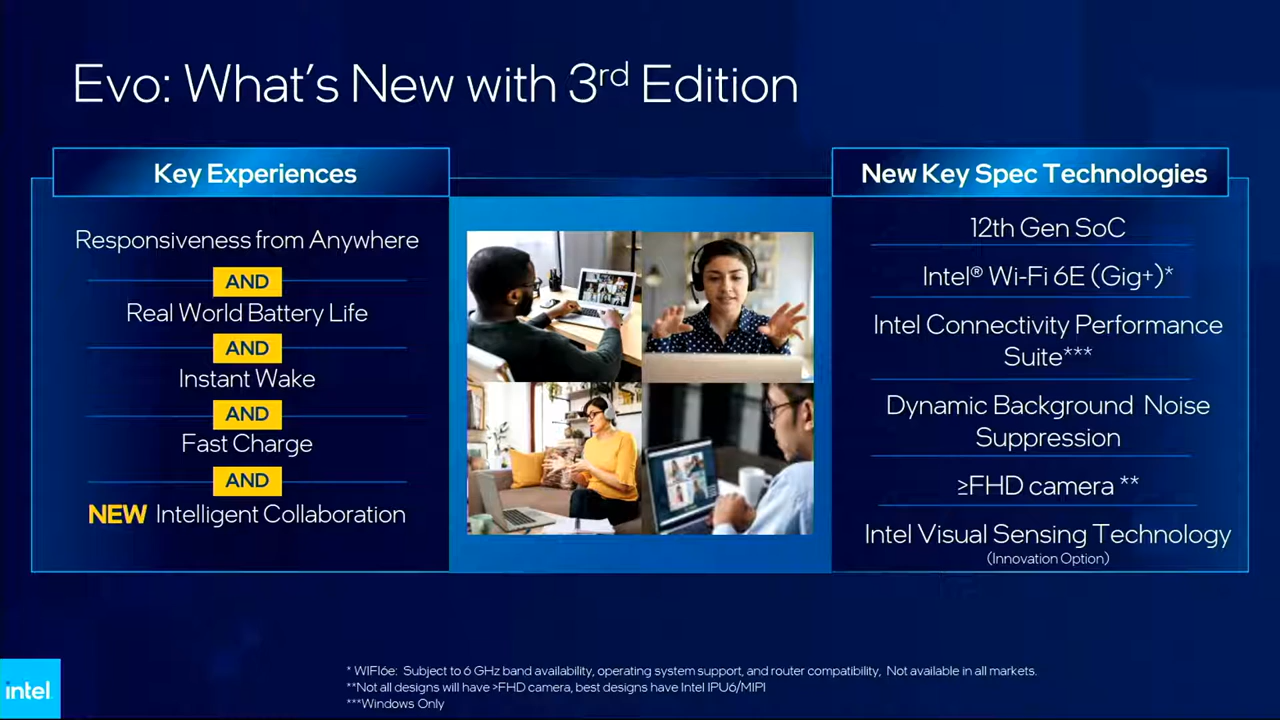 Evo: What's New with 3rd Edition
Key Experiences
Responsiveness from Anywhere
AND
Real World Battery Life
AND
Instant Wake
AND
Fast Charge
AND
NEW Intelligent Collaboration
New Key Spec Technologies
12th Gen SoC
Intel® Wi-Fi 6E (Gig+)*
Intel Connectivity Performance
Suite***
Dynamic Background Noise
Suppression
≥FHD camera **
Intel Visual Sensing Technology
(Innovation Option)
* WIFI6e: Subject to 6 GHz band availability, operating system support, and router compatibility, Not available in all markets.
**Not all designs will have >FHD camera, best designs have Intel IPU6/MIPI
***Windows Only
intel.